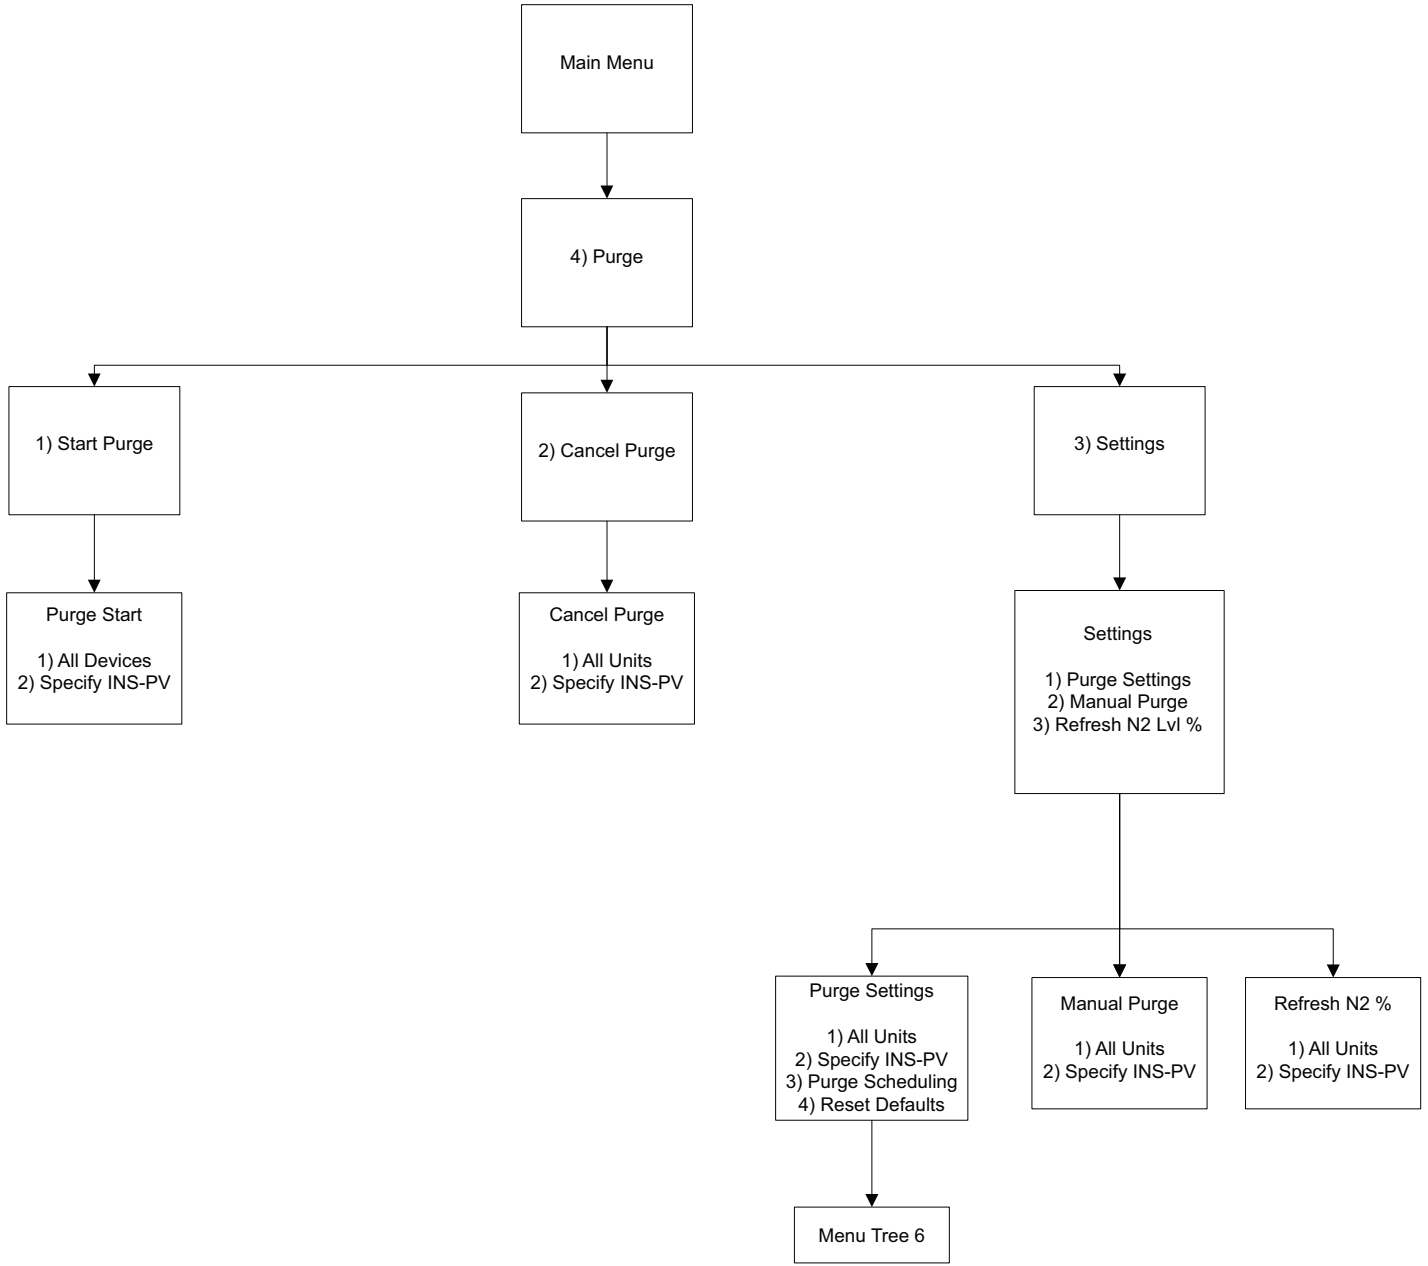 Main Menu
4) Purge
1) Start Purge
2) Cancel Purge
3) Settings
Purge Start
1) All Devices
2) Specify INS-PV
Cancel Purge
1) All Units
2) Specify INS-PV
Settings
1) Purge Settings
2) Manual Purge
3) Refresh N2 Lvl %
Purge Settings
1) All Units
2) Specify INS-PV
3) Purge Scheduling
4) Reset Defaults
Manual Purge
1) All Units
2) Specify INS-PV
Refresh N2 %
1) All Units
2) Specify INS-PV
Menu Tree 6